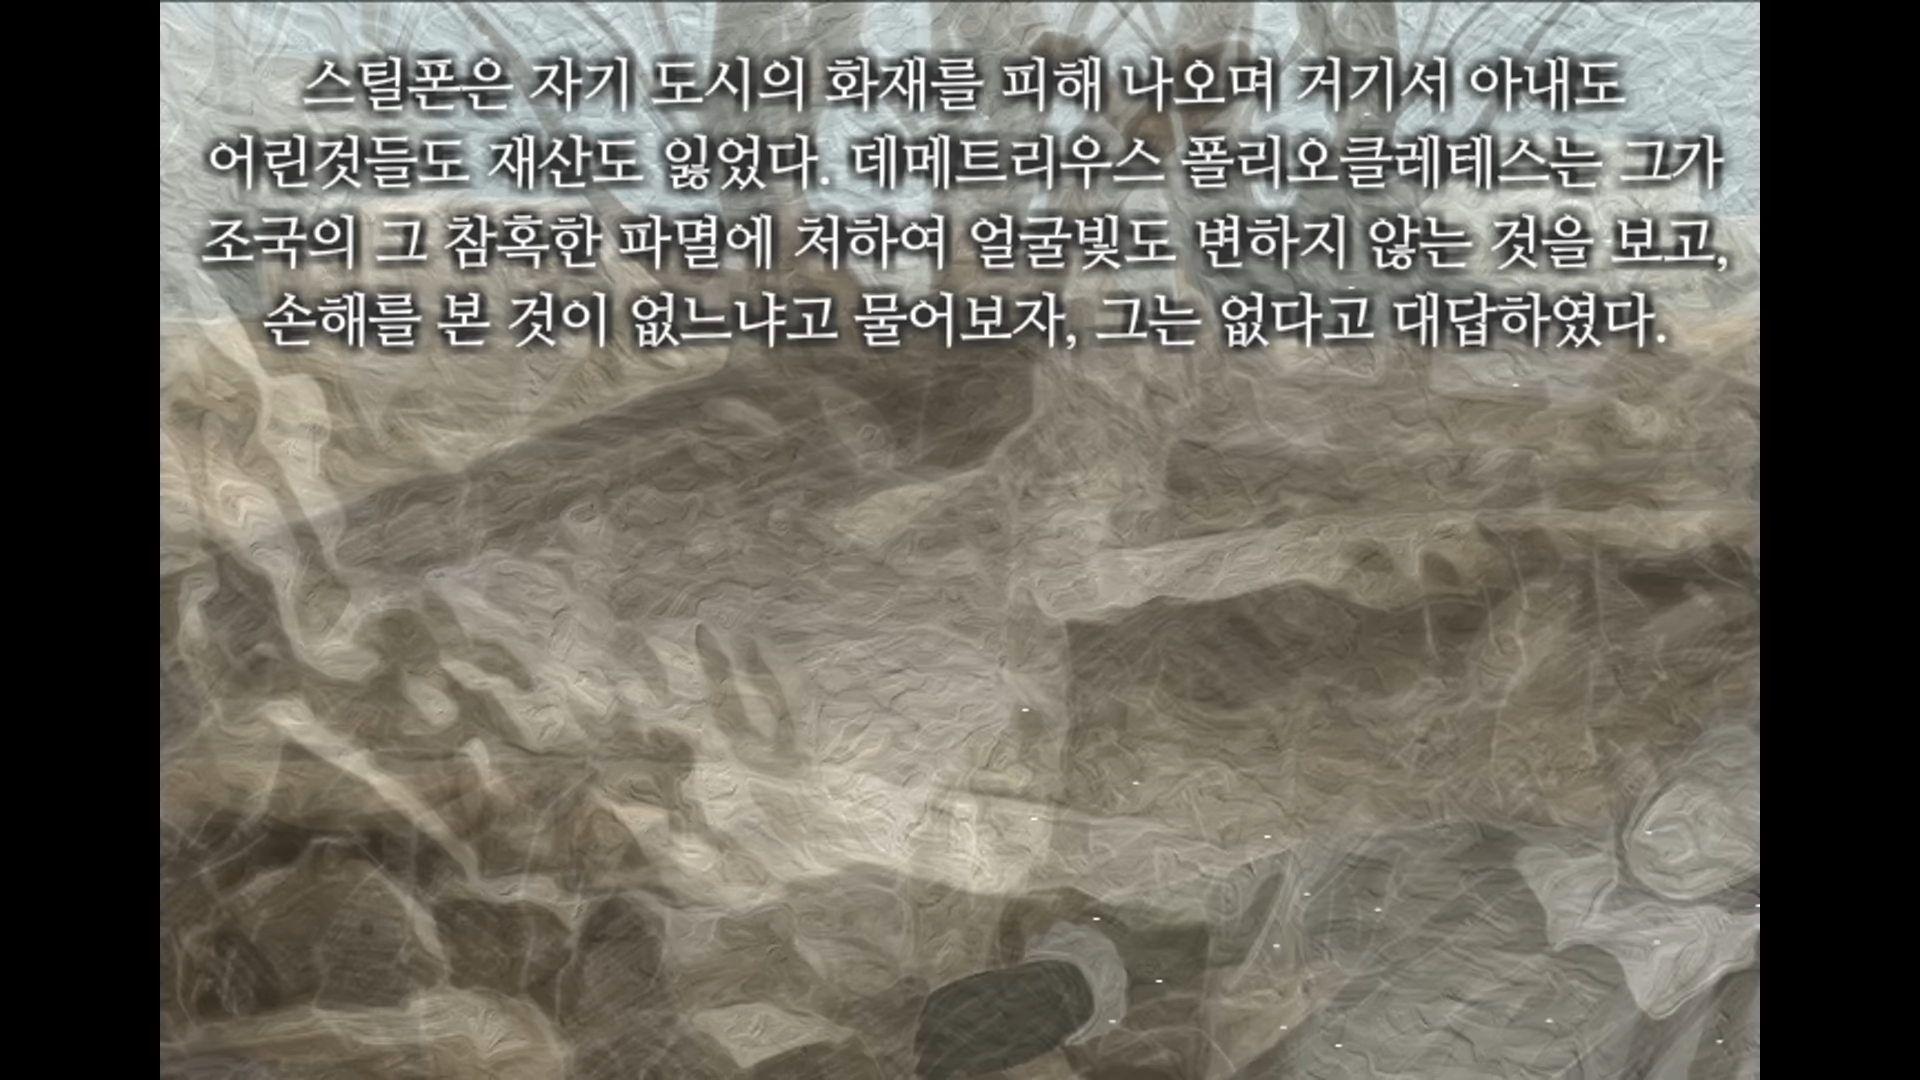 스틸폰은 자기 도시의 화재를 피해 나오며 거기서 아내도
어린것들도 재산도 잃었다. 데메트리우스 폴리오클레테스는 그가
조국의 그 참혹한 파멸에 처하여 얼굴빛도 변하지 않는 것을 보고,
손해를 본 것이 없느냐고 물어보자, 그는 없다고 대답하였다.